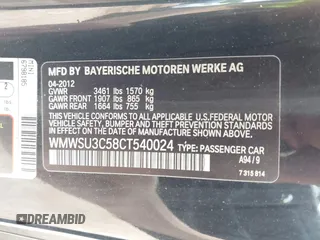 MINI
6798185
2
MFD. BY BAYERISCHE MOTOREN WERKE AG
04-2012
GVWR 3461 lbs 1570 kg
GAWR FRONT 1907 lbs 865 kg
GAWR REAR 1664 lbs 755 kg
THIS VEHICLE CONFORMS TO ALL APPLICABLE
FEDERAL MOTOR VEHICLE SAFETY, BUMPER AND
THEFT PREVENTION STANDARDS IN EFFECT ON THE
DATE OF MANUFACTURE SHOWN ABOVE.
WMWSU3C58CT540024 TYPE: PASSENGER CAR
A94 / 9
7 315 814
DREAMBID